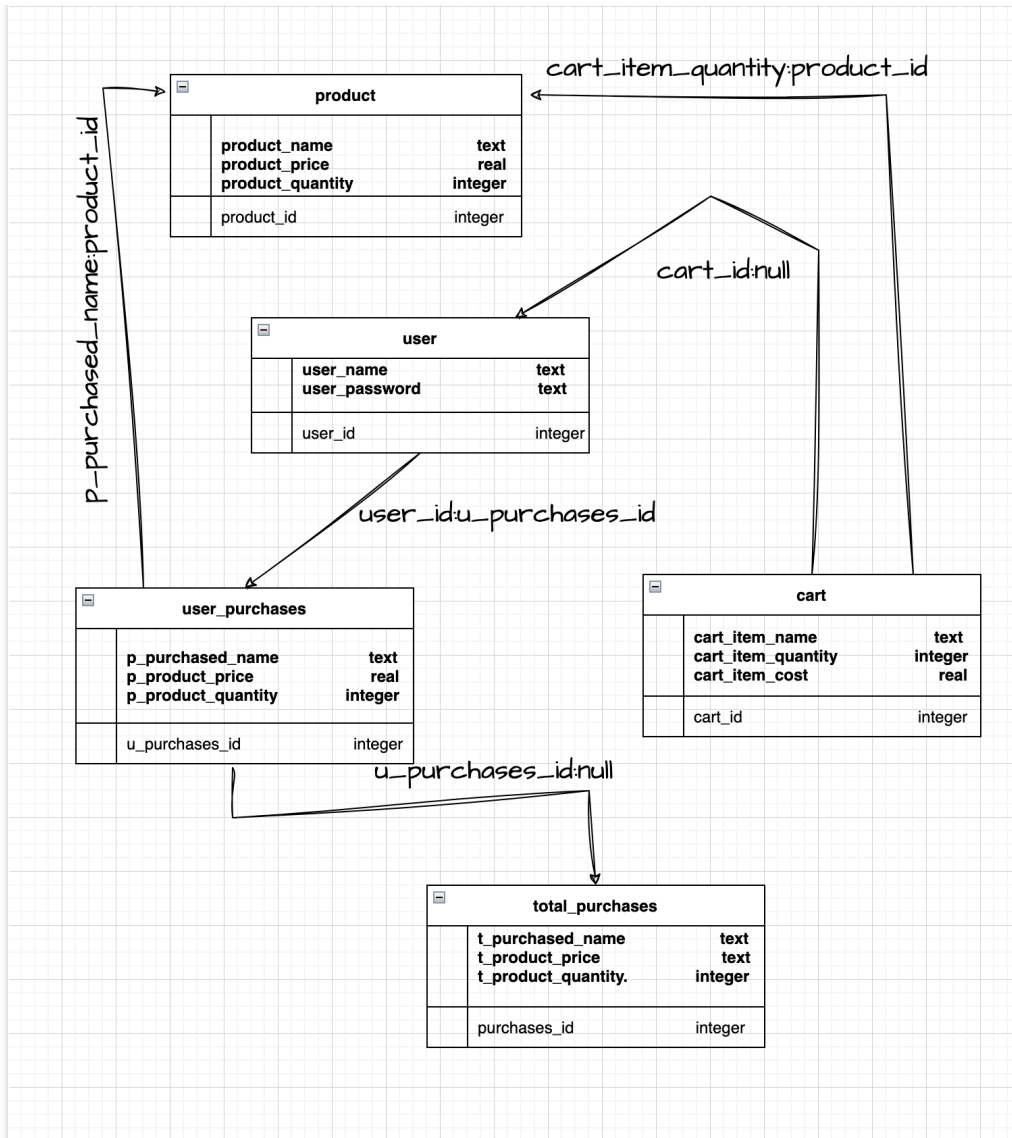 cart_item_quantity:product_id
product
product_name text
product_price real
product_quantity integer
product_id integer
p_purchased_name:product_id
cart_id:null
user
user_name text
user_password text
user_id integer
user_id:u_purchases_id
user_purchases
p_purchased_name text
p_product_price real
p_product_quantity integer
u_purchases_id integer
cart
cart_item_name text
cart_item_quantity integer
cart_item_cost real
cart_id integer
u_purchases_id:null
total_purchases
t_purchased_name text
t_product_price text
t_product_quantity. integer
purchases_id integer